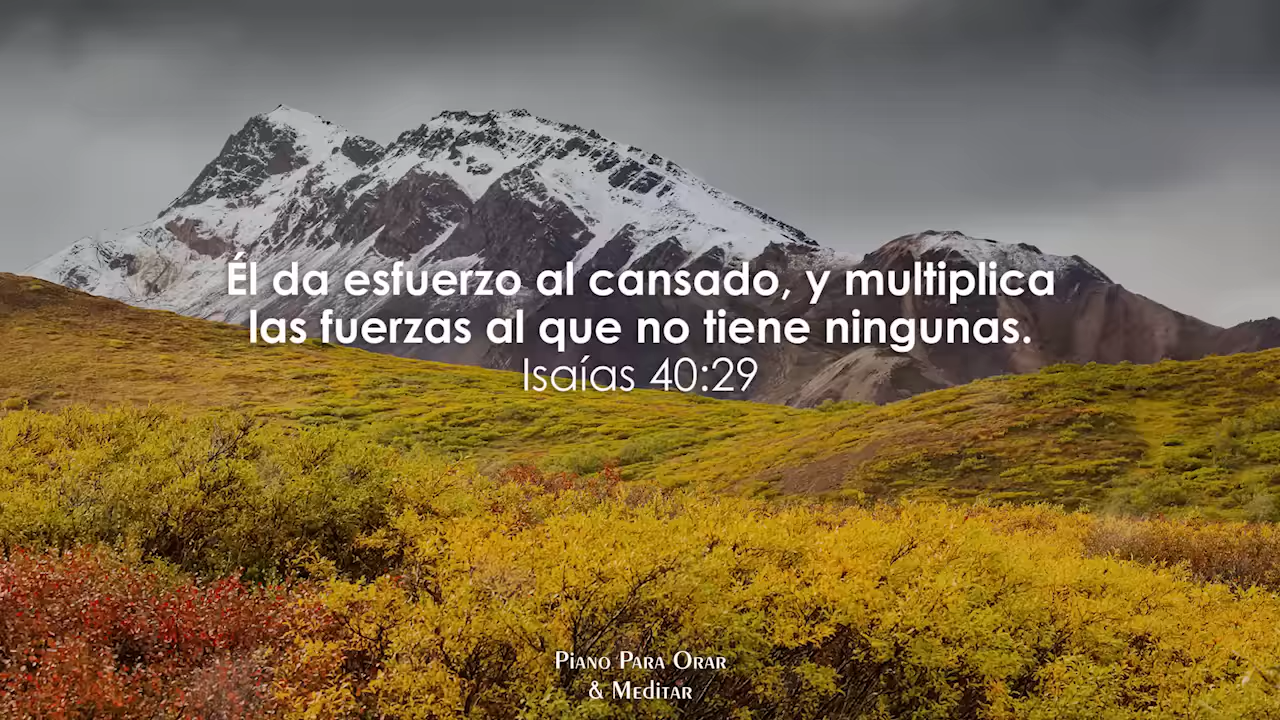 Él da esfuerzo al cansado, y multiplica
las fuerzas al que no tiene ningunas.
Isaías 40:29
Piano Para Orar
& Meditar